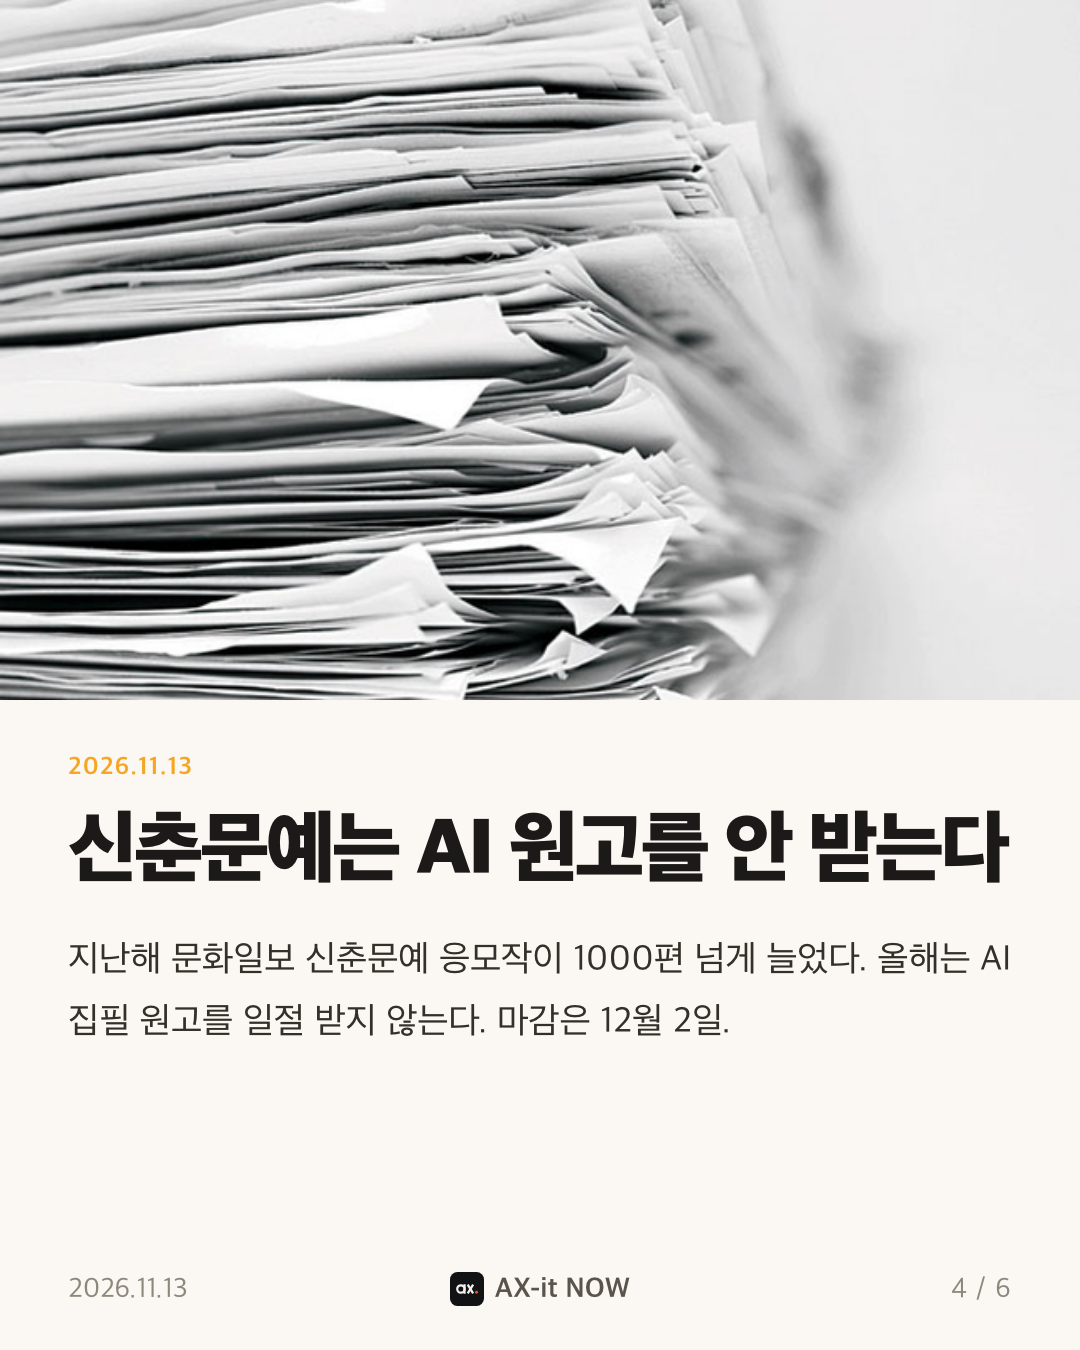 2026.11.13
신춘문예는 AI 원고를 안 받는다
지난해 문화일보 신춘문예 응모작이 1000편 넘게 늘었다. 올해는 AI
집필 원고를 일절 받지 않는다. 마감은 12월 2일.
2026.11.13
ax.
AX-it NOW
4 / 6